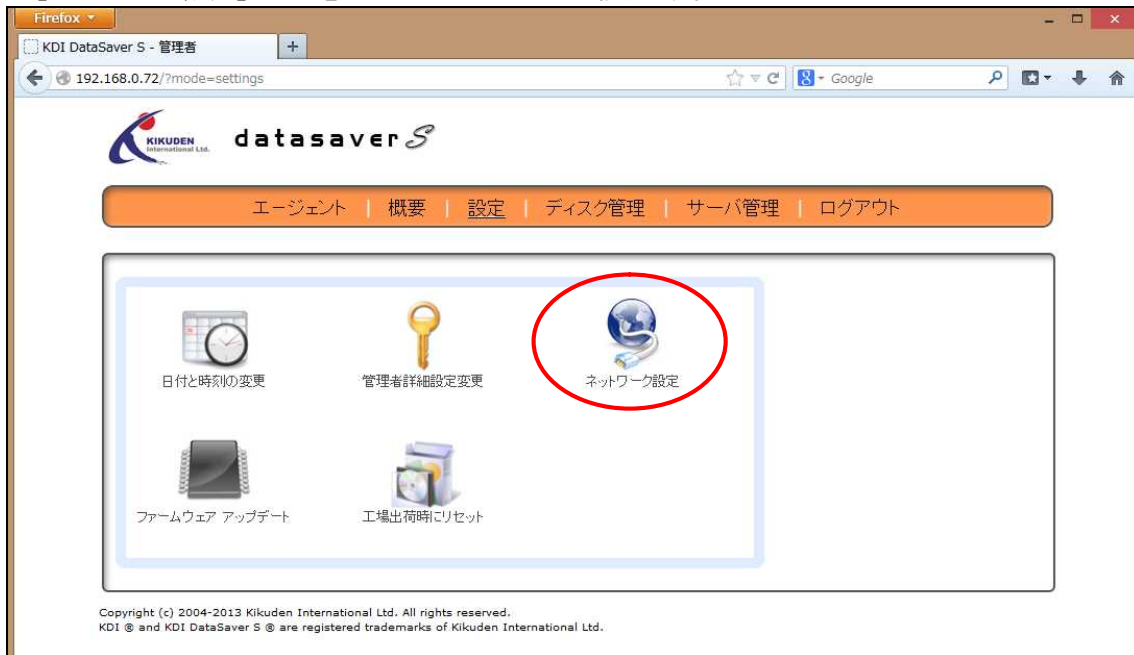 Firefox
KDI DataSaver S - 管理者
192.168.0.72/?mode=settings
Google
KIKUDEN
International Ltd.
datasaver S
エージェント | 概要 | 設定 | ディスク管理 | サーバ管理 | ログアウト
日付と時刻の変更
管理者詳細設定変更
ネットワーク設定
ファームウェア アップデート
工場出荷時にリセット
Copyright (c) 2004-2013 Kikuden International Ltd. All rights reserved.
KDI ® and KDI DataSaver S ® are registered trademarks of Kikuden International Ltd.